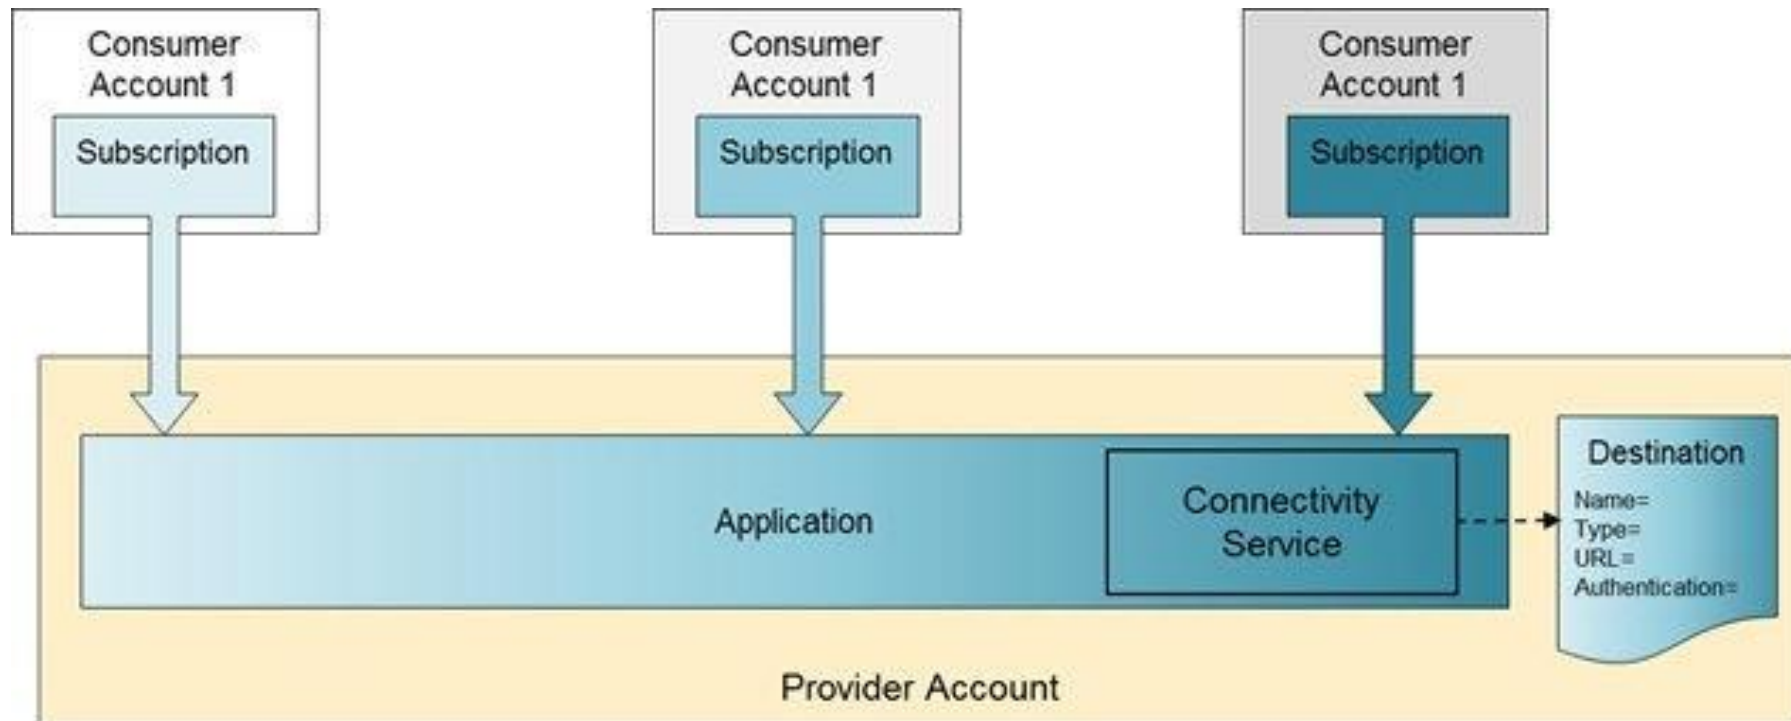 Consumer
Account 1
Subscription
Consumer
Account 1
Subscription
Consumer
Account 1
Subscription
Application
Connectivity
Service
Destination
Name=
Type=
URL=
Authentication=
Provider Account